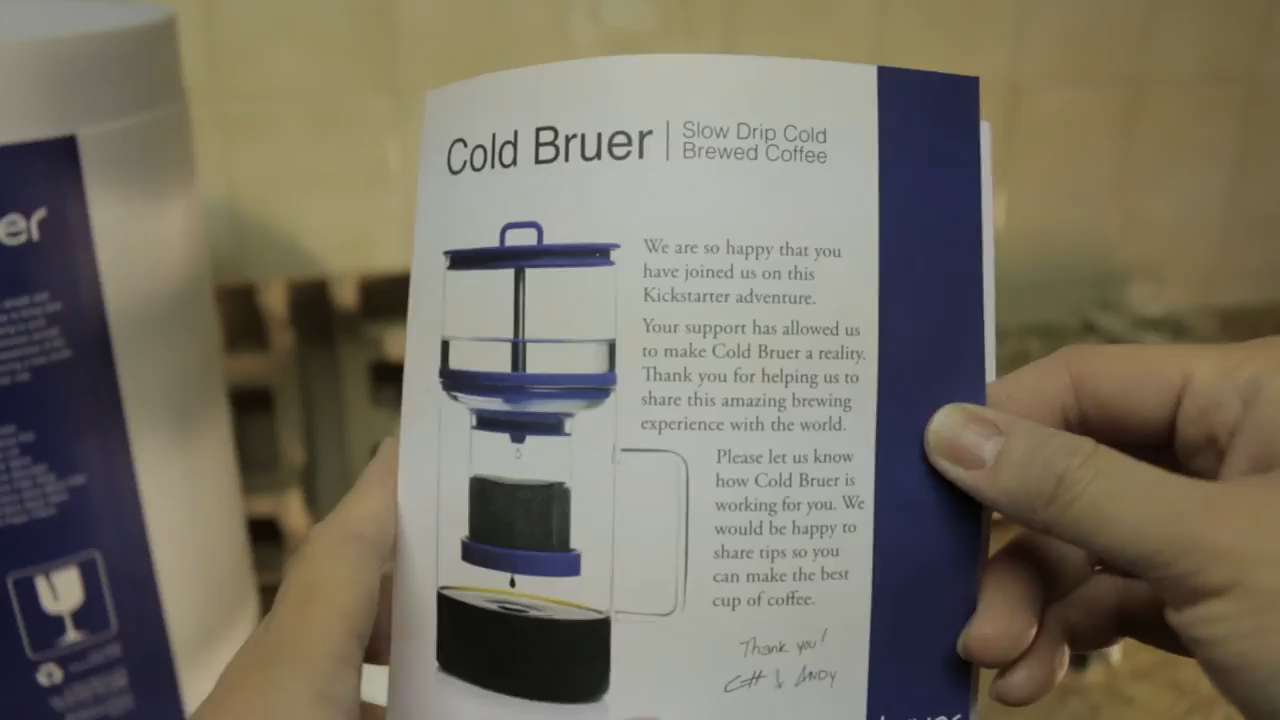 Cold Bruer
Slow Drip Cold
Brewed Coffee
We are so happy that you
have joined us on this
Kickstarter adventure.
Your support has allowed us
to make Cold Bruer a reality.
Thank you for helping us to
share this amazing brewing
experience with the world.
Please let us know
how Cold Bruer is
working for you. We
would be happy to
share tips so you
can make the best
cup of coffee.
Thank you!
& ANDY
er